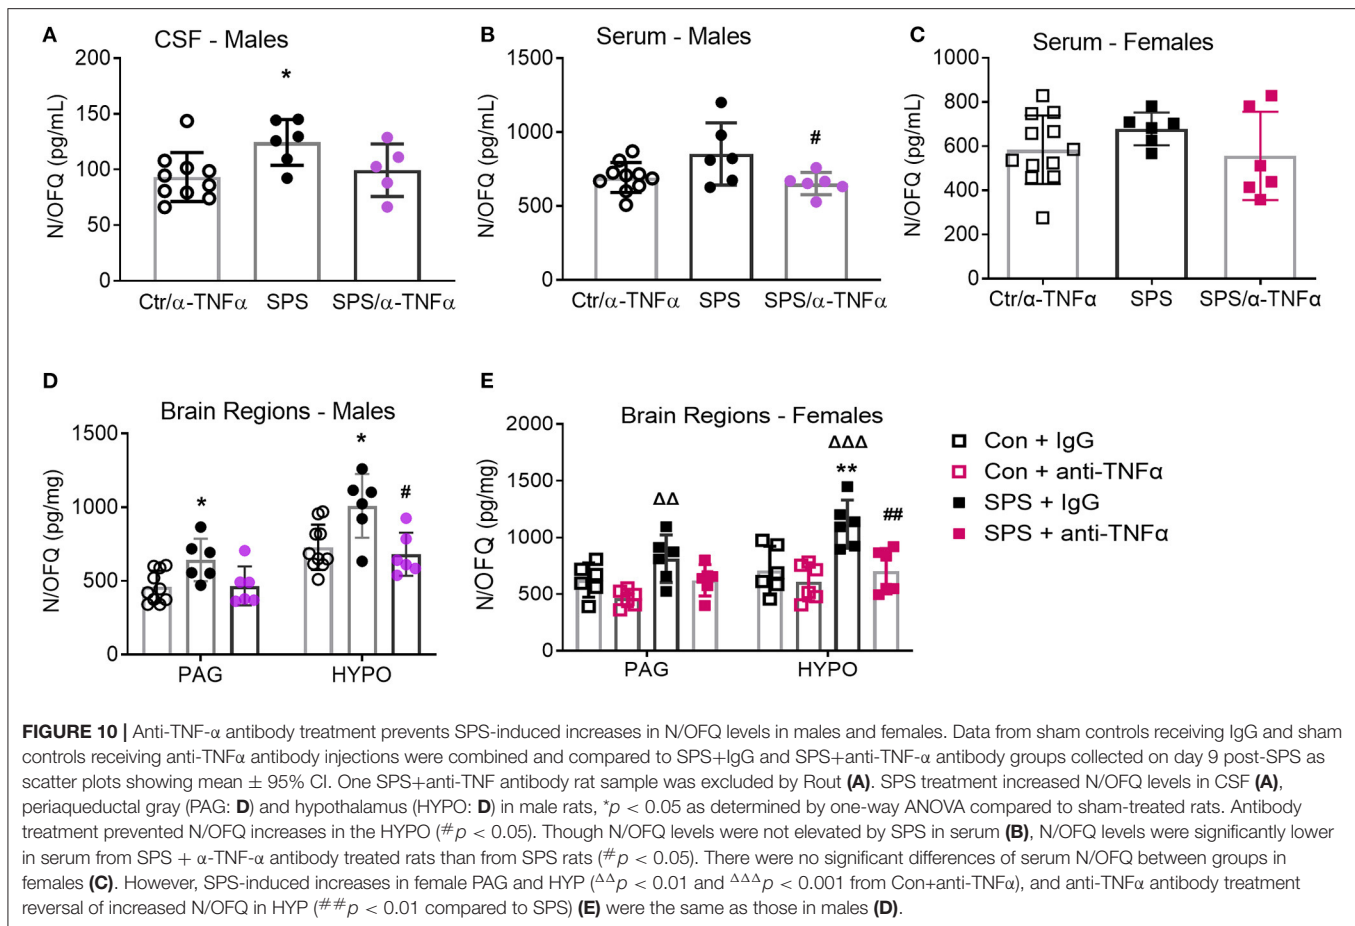 A
CSF - Males
200
150
100
50
0
N/OFQ (pg/mL)
*
Ctr/α-TNFα SPS SPS/α-TNFα
B
Serum - Males
1500
1000
500
0
N/OFQ (pg/mL)
#
Ctr/α-TNFα SPS SPS/α-TNFα
C
Serum - Females
1000
800
600
400
200
0
N/OFQ (pg/mL)
Ctr/α-TNFα SPS SPS/α-TNFα
D
Brain Regions - Males
1500
1000
500
0
N/OFQ (pg/mg)
* * #
PAG HYPO
E
Brain Regions - Females
2000
1500
1000
500
0
N/OFQ (pg/mg)
ΔΔ
ΔΔΔ
**
##
PAG HYPO
Con + IgG
Con + anti-TNFα
SPS + IgG
SPS + anti-TNFα
FIGURE 10 | Anti-TNF-α antibody treatment prevents SPS-induced increases in N/OFQ levels in males and females. Data from sham controls receiving IgG and sham
controls receiving anti-TNFα antibody injections were combined and compared to SPS+IgG and SPS+anti-TNF-α antibody groups collected on day 9 post-SPS as
scatter plots showing mean ± 95% CI. One SPS+anti-TNF antibody rat sample was excluded by Rout (A). SPS treatment increased N/OFQ levels in CSF (A),
periaqueductal gray (PAG: D) and hypothalamus (HYPO: D) in male rats, *p < 0.05 as determined by one-way ANOVA compared to sham-treated rats. Antibody
treatment prevented N/OFQ increases in the HYPO (#p < 0.05). Though N/OFQ levels were not elevated by SPS in serum (B), N/OFQ levels were significantly lower
in serum from SPS + α-TNF-α antibody treated rats than from SPS rats (#p < 0.05). There were no significant differences of serum N/OFQ between groups in
females (C). However, SPS-induced increases in female PAG and HYP (ΔΔp < 0.01 and ΔΔΔp < 0.001 from Con+anti-TNFα), and anti-TNFα antibody treatment
reversal of increased N/OFQ in HYP (##p < 0.01 compared to SPS) (E) were the same as those in males (D).